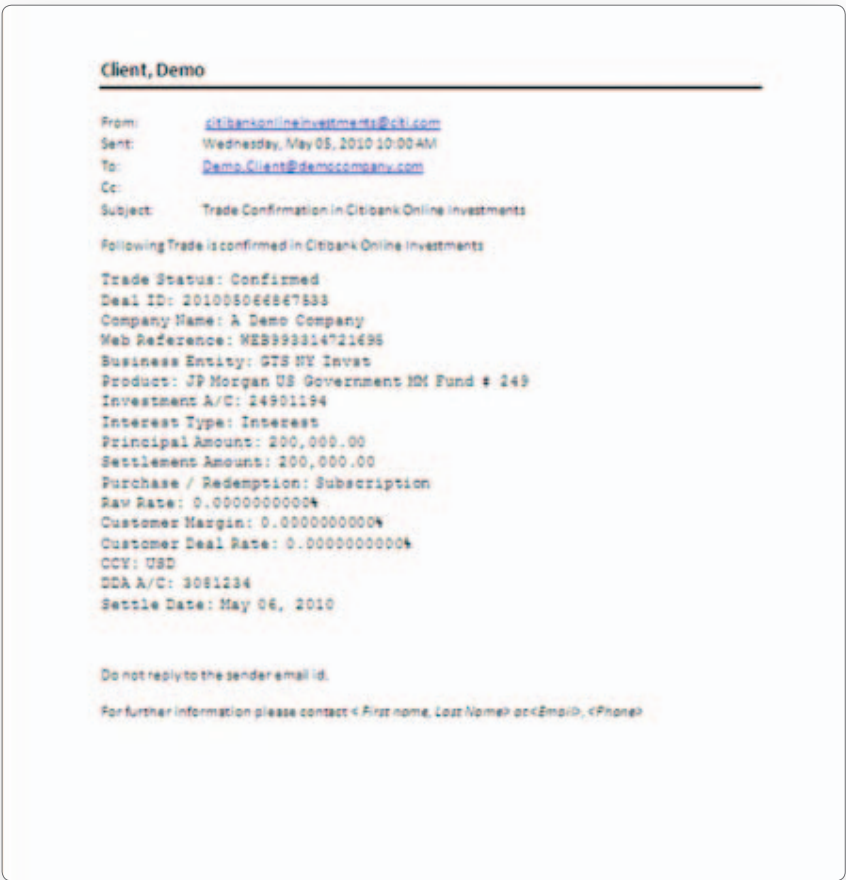 Client, Demo
From: citibankonlineinvestments@citi.com
Sent: Wednesday, May 05, 2010 10:00 AM
To: Demo.Client@democompany.com
Cc:
Subject: Trade Confirmation in Citibank Online Investments
Following Trade is confirmed in Citibank Online Investments
Trade Status: Confirmed
Deal ID: 201005066867533
Company Name: A Demo Company
Web Reference: WEB993314721695
Business Entity: GTS NY Invst
Product: JP Morgan US Government MM Fund # 249
Investment A/C: 24901194
Interest Type: Interest
Principal Amount: 200,000.00
Settlement Amount: 200,000.00
Purchase / Redemption: Subscription
Raw Rate: 0.0000000000%
Customer Margin: 0.0000000000%
Customer Deal Rate: 0.0000000000%
CCY: USD
DDA A/C: 3081234
Settle Date: May 06, 2010
Do not reply to the sender email id.
For further information please contact < First name, Last Name> at<Email>, <Phone>